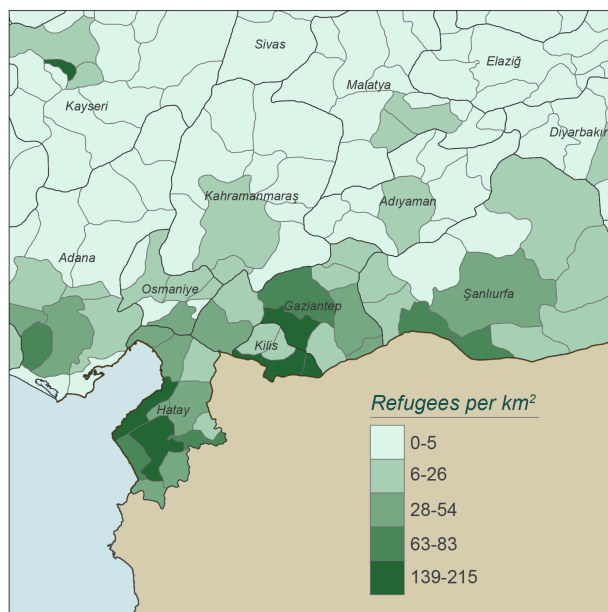 Sivas
Elaziğ
Malatya
Kayseri
Diyarbakır
Kahramanmaraş
Adıyaman
Adana
Osmaniye
Şanlıurfa
Gaziantep
Kilis
Hatay
Refugees per km²
0-5
6-26
28-54
63-83
139-215